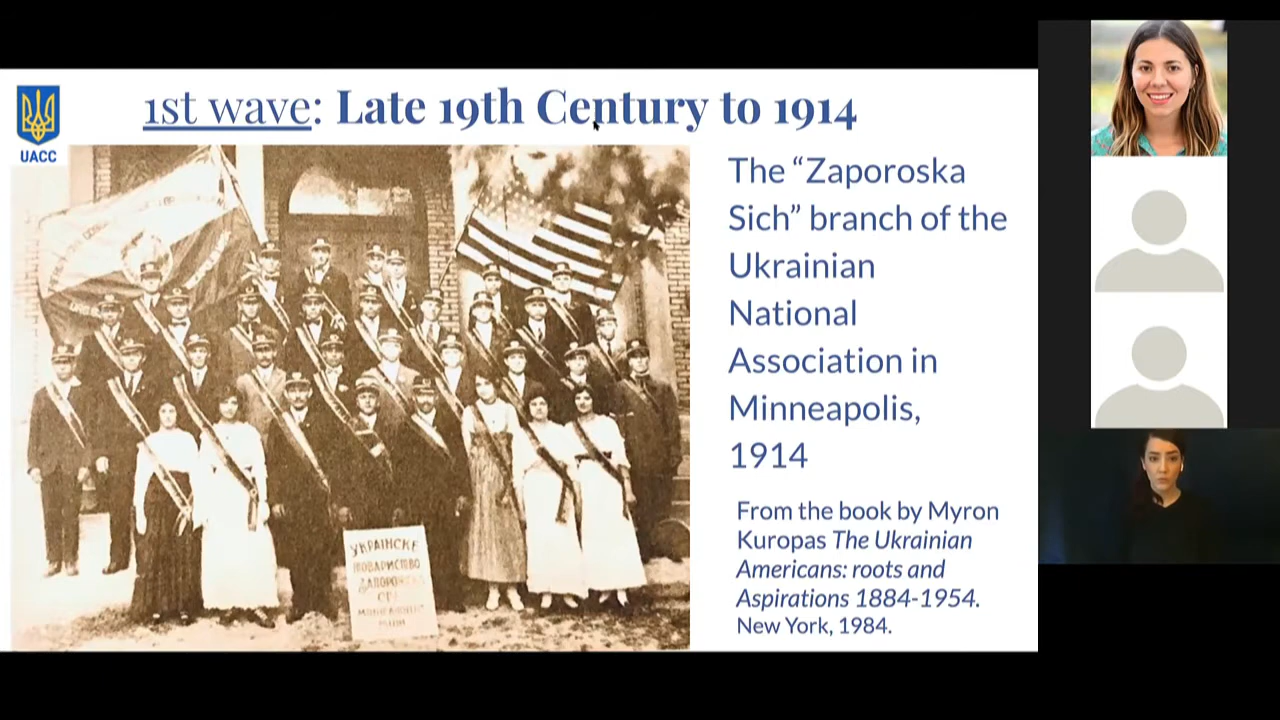 1st wave: Late 19th Century to 1914
UACC
The “Zaporoska
Sich” branch of the
Ukrainian
National
Association in
Minneapolis,
1914
From the book by Myron
Kuropas The Ukrainian
Americans: roots and
Aspirations 1884-1954.
New York, 1984.
УКРАІНСКЕ
ТОВАРИСТВО